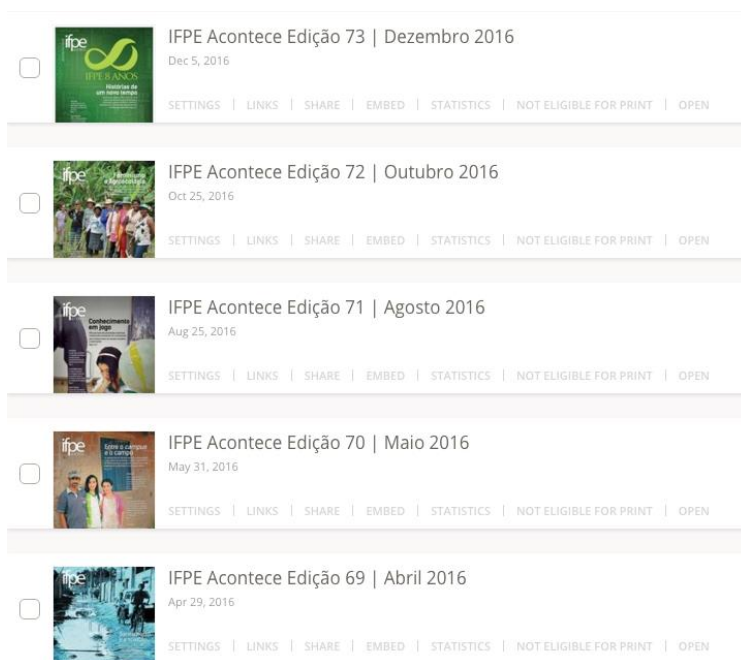 ifpe
IFPE 8 ANOS
Histórias de
um novo tempo
IFPE Acontece Edição 73 | Dezembro 2016
Dec 5, 2016
SETTINGS | LINKS | SHARE | EMBED | STATISTICS | NOT ELIGIBLE FOR PRINT | OPEN
ifpe
IFPE Acontece Edição 72 | Outubro 2016
Oct 25, 2016
SETTINGS | LINKS | SHARE | EMBED | STATISTICS | NOT ELIGIBLE FOR PRINT | OPEN
ifpe
Conhecimento
em jogo
IFPE Acontece Edição 71 | Agosto 2016
Aug 25, 2016
SETTINGS | LINKS | SHARE | EMBED | STATISTICS | NOT ELIGIBLE FOR PRINT | OPEN
ifpe
Entre o campus
e o campo
IFPE Acontece Edição 70 | Maio 2016
May 31, 2016
SETTINGS | LINKS | SHARE | EMBED | STATISTICS | NOT ELIGIBLE FOR PRINT | OPEN
ifpe
IFPE Acontece Edição 69 | Abril 2016
Apr 29, 2016
SETTINGS | LINKS | SHARE | EMBED | STATISTICS | NOT ELIGIBLE FOR PRINT | OPEN